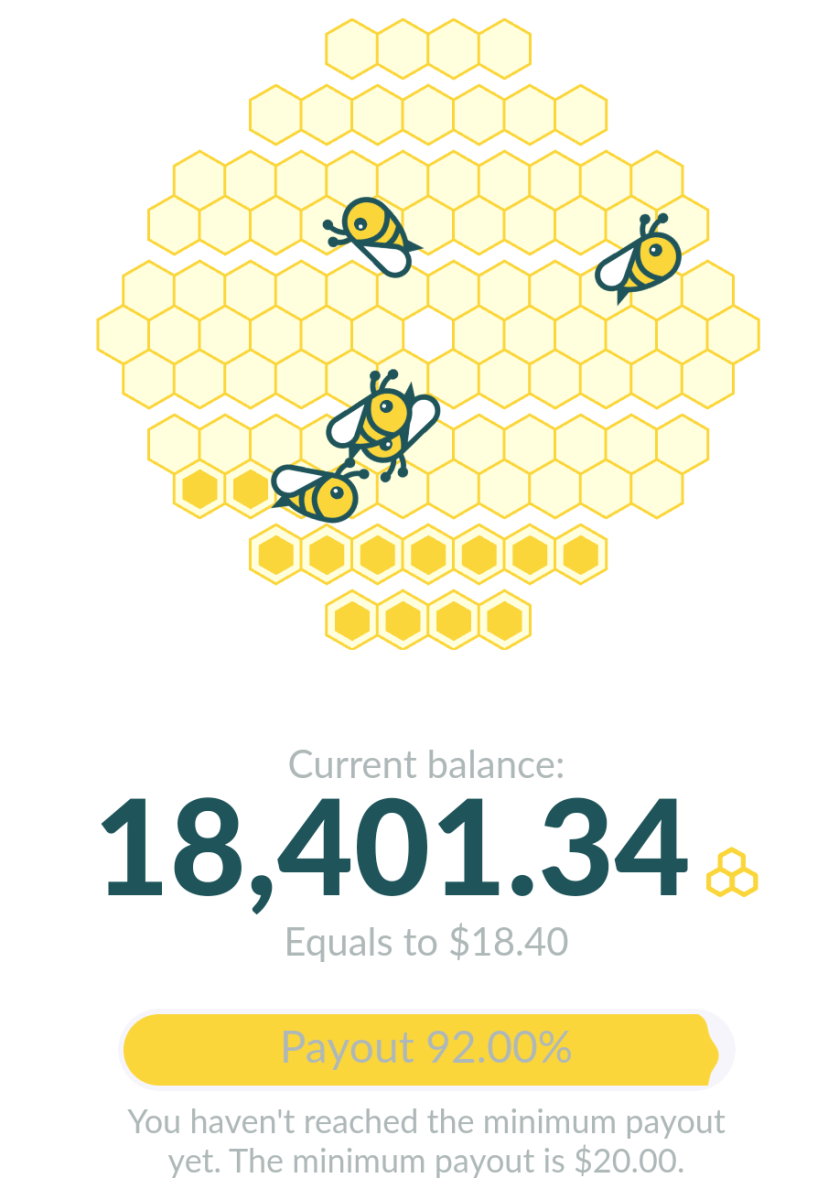 Current balance:
18,401.34
Equals to $18.40
Payout 92.00%
You haven't reached the minimum payout
yet. The minimum payout is $20.00.